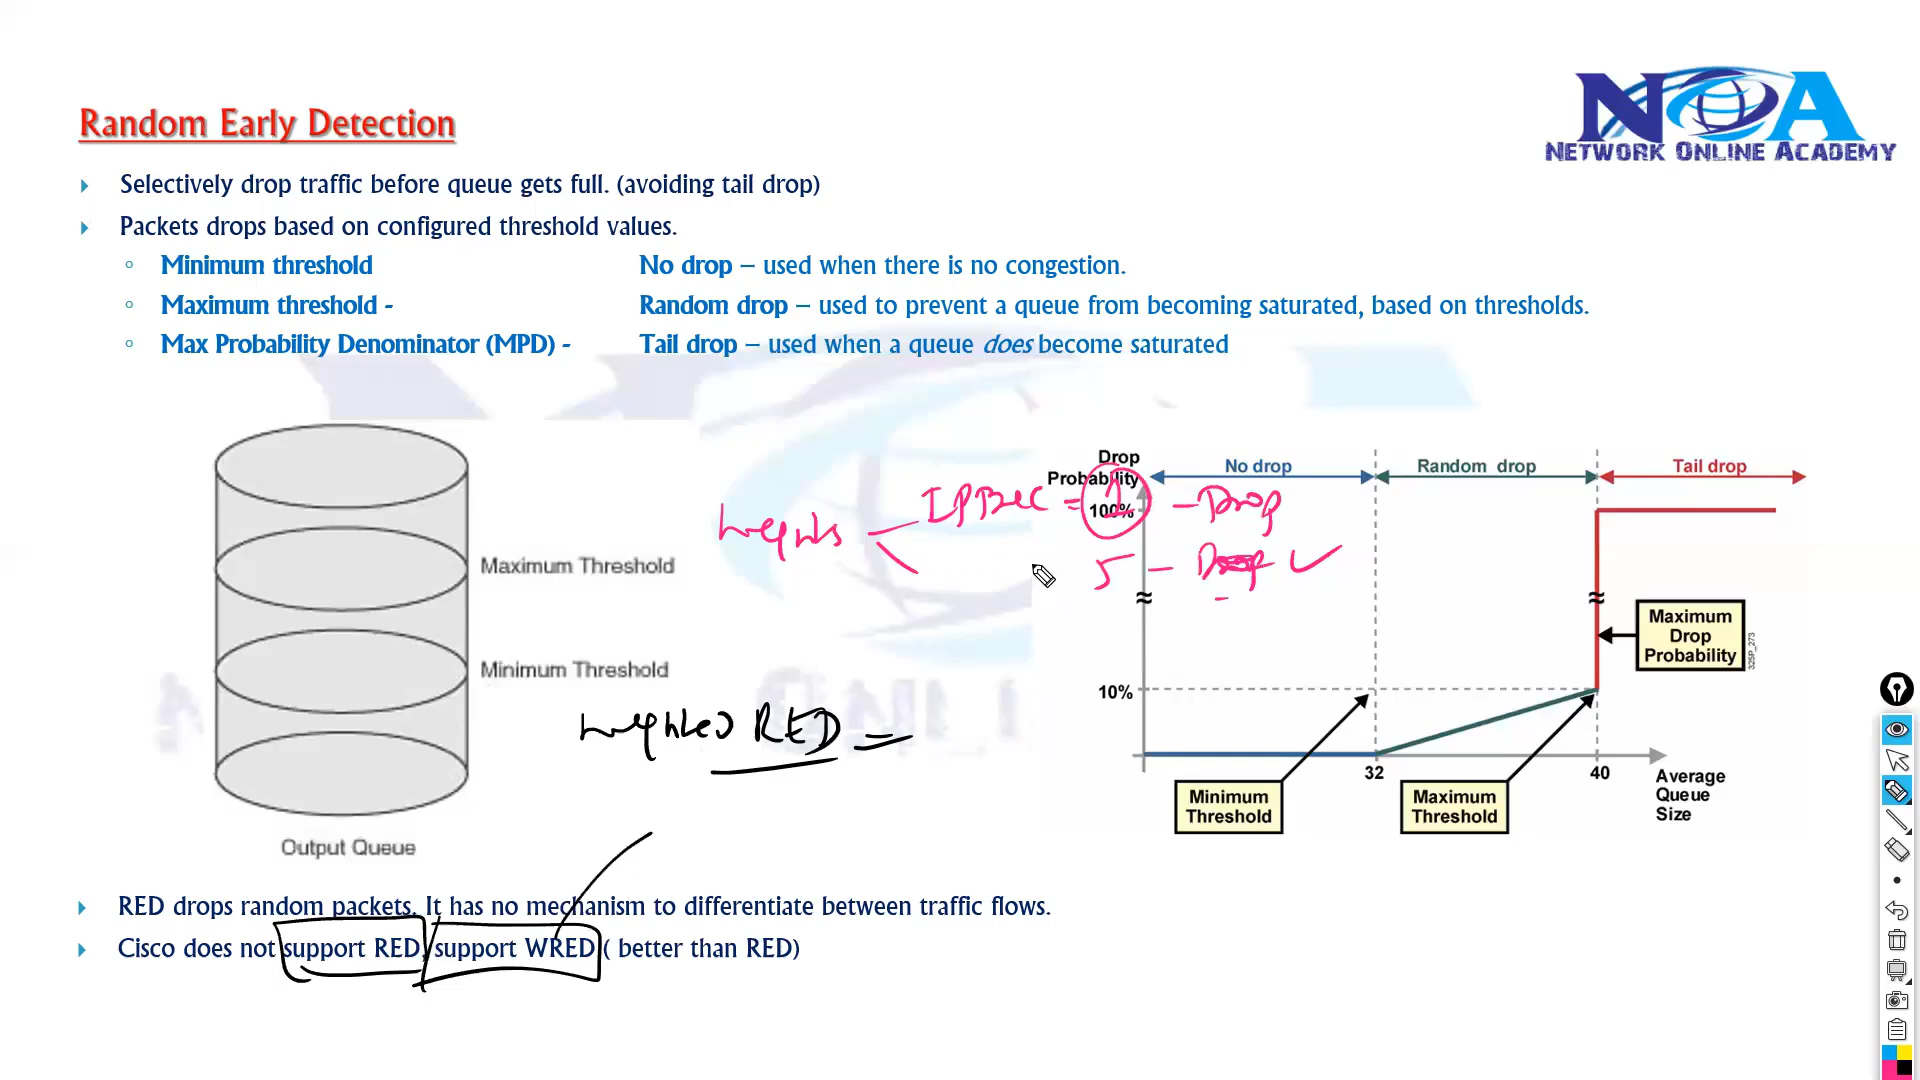 NOA
NETWORK ONLINE ACADEMY
Random Early Detection
Selectively drop traffic before queue gets full. (avoiding tail drop)
Packets drops based on configured threshold values.
Minimum threshold No drop – used when there is no congestion.
Maximum threshold - Random drop – used to prevent a queue from becoming saturated, based on thresholds.
Max Probability Denominator (MPD) - Tail drop – used when a queue does become saturated
Maximum Threshold
Minimum Threshold
Output Queue
RED =
Drop
Probability
No drop
Random drop
Tail drop
100%
= 1 - Drop
5 - Drop ✓
Maximum
Drop
Probability
325P_273
10%
32
40
Average
Queue
Size
Minimum
Threshold
Maximum
Threshold
RED drops random packets. It has no mechanism to differentiate between traffic flows.
Cisco does not support RED, support WRED ( better than RED)